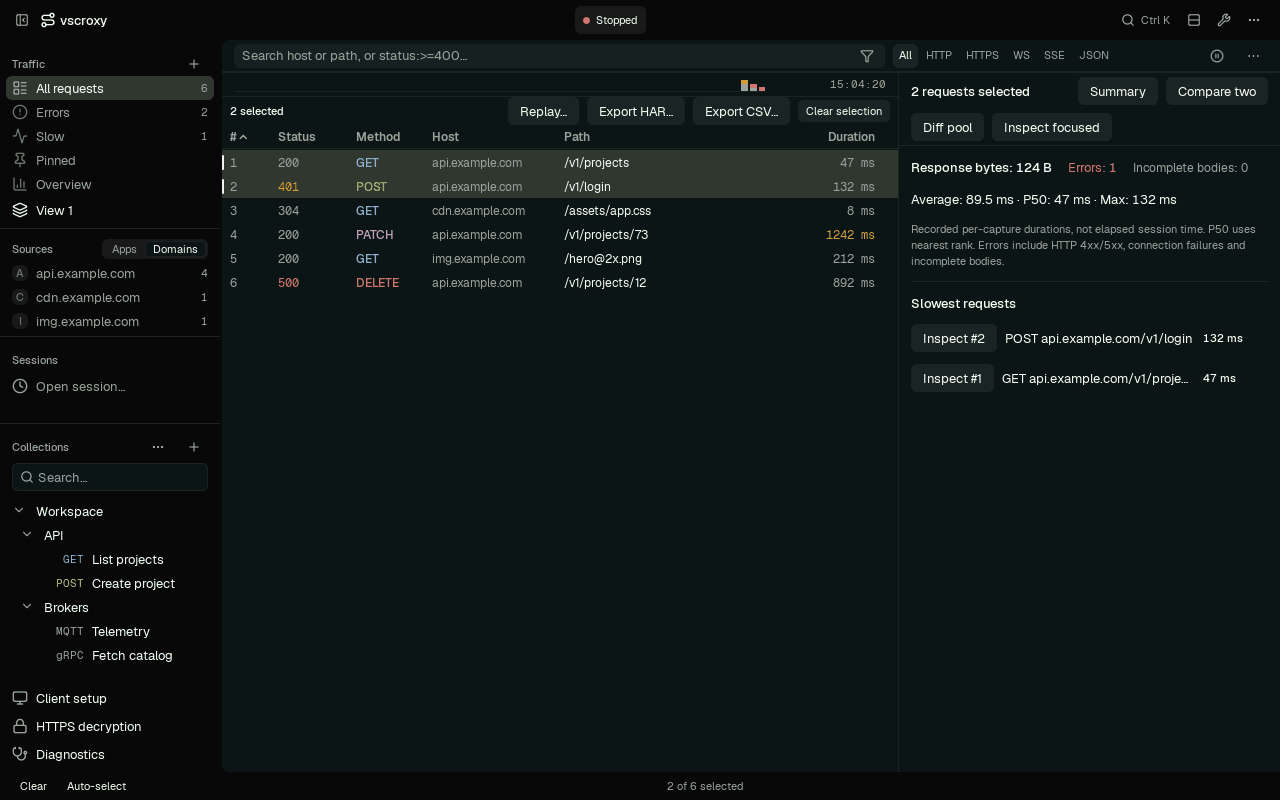 vscroxy
Stopped
Ctrl K
Traffic
All requests 6
Errors 2
Slow 1
Pinned
Overview
View 1
Sources Apps Domains
A api.example.com 4
C cdn.example.com 1
I img.example.com 1
Sessions
Open session...
Collections
Search...
Workspace
API
GET List projects
POST Create project
Brokers
MQTT Telemetry
gRPC Fetch catalog
Client setup
HTTPS decryption
Diagnostics
Clear Auto-select
Search host or path, or status:>=400...
All HTTP HTTPS WS SSE JSON
15:04:20
2 selected Replay... Export HAR... Export CSV... Clear selection
# Status Method Host Path Duration
1 200 GET api.example.com /v1/projects 47 ms
2 401 POST api.example.com /v1/login 132 ms
3 304 GET cdn.example.com /assets/app.css 8 ms
4 200 PATCH api.example.com /v1/projects/73 1242 ms
5 200 GET img.example.com /hero@2x.png 212 ms
6 500 DELETE api.example.com /v1/projects/12 892 ms
2 requests selected Summary Compare two
Diff pool Inspect focused
Response bytes: 124 B Errors: 1 Incomplete bodies: 0
Average: 89.5 ms · P50: 47 ms · Max: 132 ms
Recorded per-capture durations, not elapsed session time. P50 uses
nearest rank. Errors include HTTP 4xx/5xx, connection failures and
incomplete bodies.
Slowest requests
Inspect #2 POST api.example.com/v1/login 132 ms
Inspect #1 GET api.example.com/v1/proje... 47 ms
2 of 6 selected